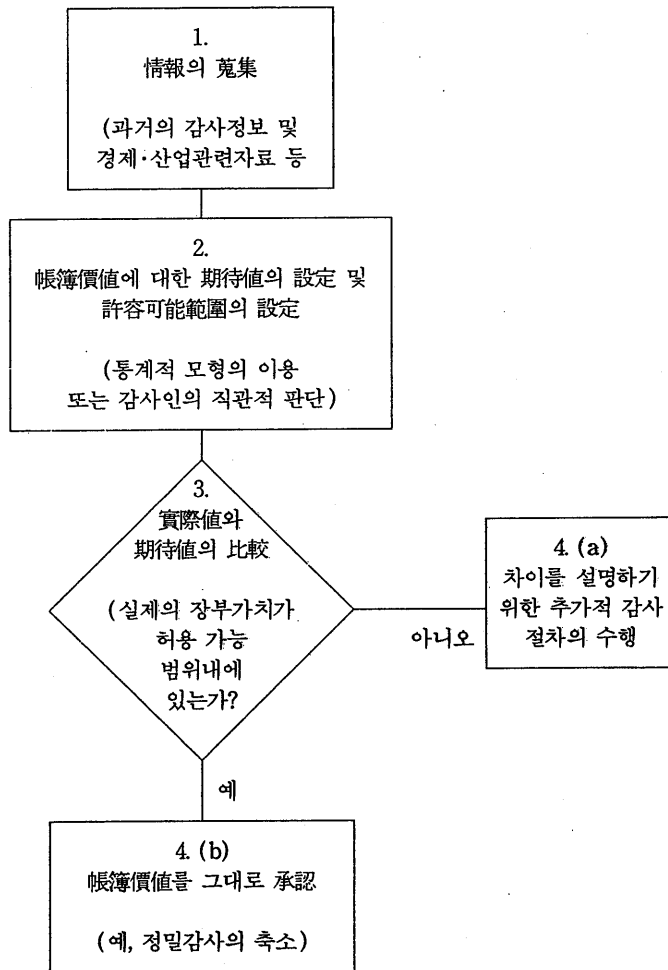 1.
情報의 蒐集
(과거의 감사정보 및
경제·산업관련자료 등
2.
帳簿價値에 대한 期待値의 設定 및
許容可能範圍의 設定
(통계적 모형의 이용
또는 감사인의 직관적 판단)
3.
實際値와
期待値의 比較
(실제의 장부가치가
허용 가능
범위내에
있는가?
아니오
4. (a)
차이를 설명하기
위한 추가적 감사
절차의 수행
예
4. (b)
帳簿價値를 그대로 承認
(예, 정밀감사의 축소)